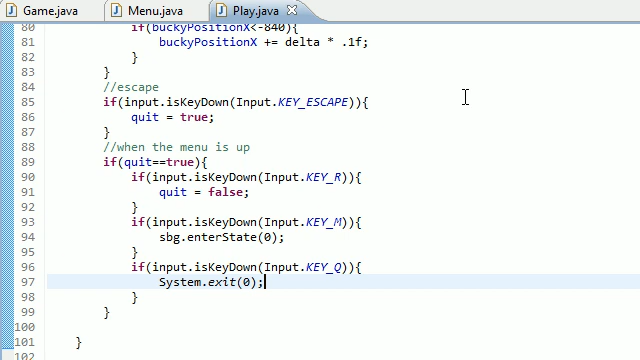 Game.java Menu.java Play.java
80 if(buckyPositionX<-840){
81 buckyPositionX += delta * .1f;
82 }
83 }
84 //escape
85 if(input.isKeyDown(Input.KEY_ESCAPE)){
86 quit = true;
87 }
88 //when the menu is up
89 if(quit==true){
90 if(input.isKeyDown(Input.KEY_R)){
91 quit = false;
92 }
93 if(input.isKeyDown(Input.KEY_M)){
94 sbg.enterState(0);
95 }
96 if(input.isKeyDown(Input.KEY_Q)){
97 System.exit(0);
98 }
99 }
100
101 }
102